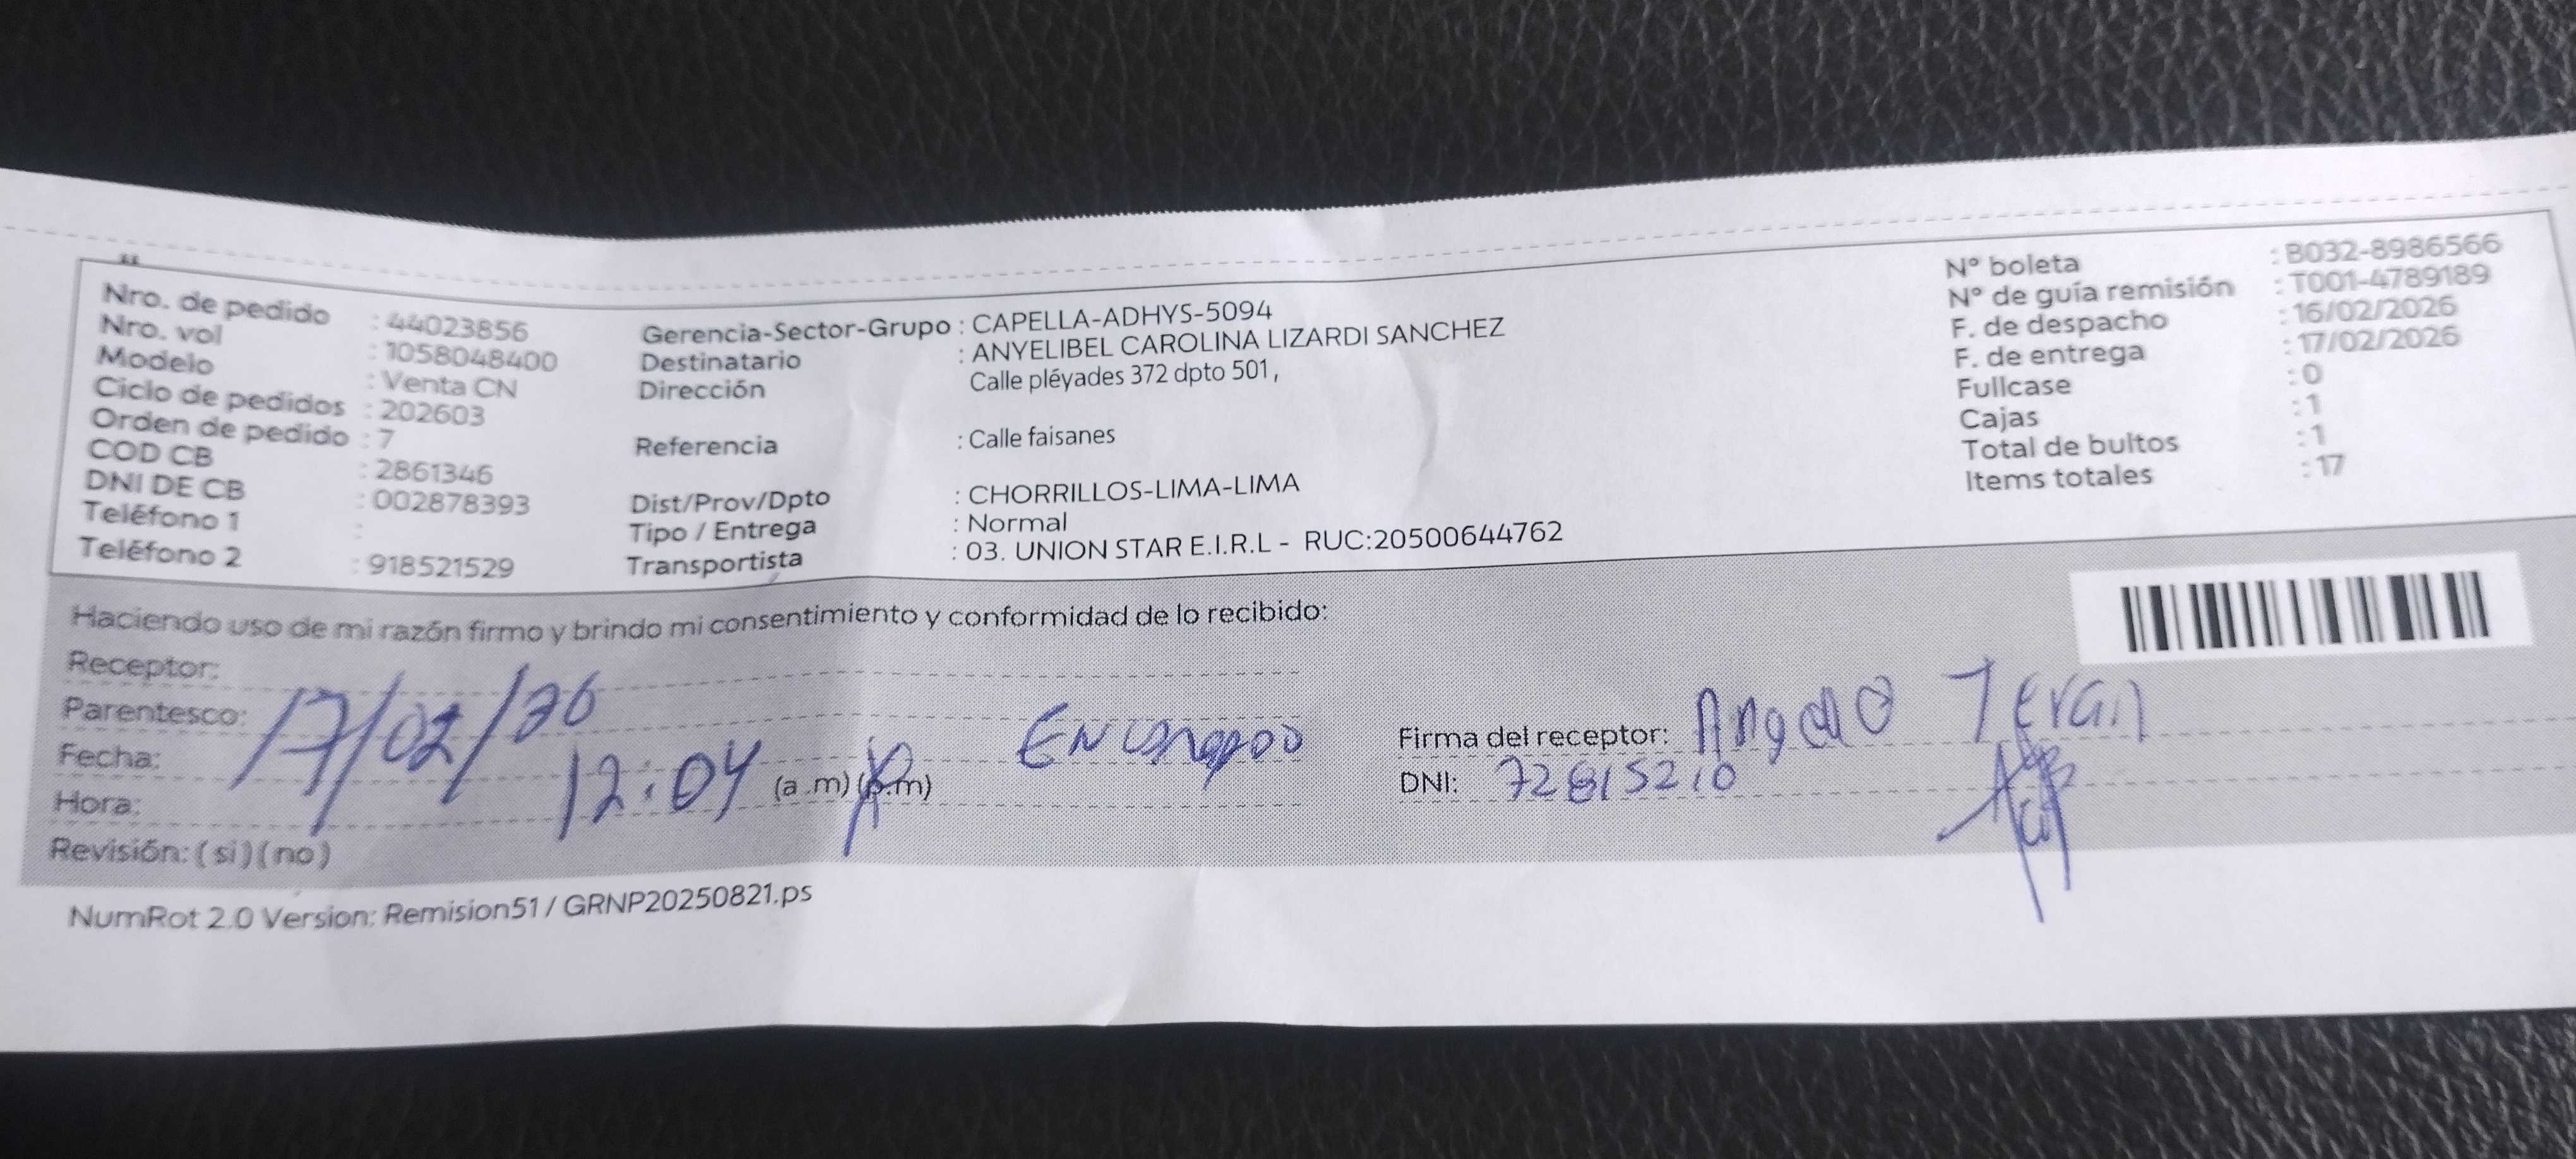 Nro. de pedido : 44023856
Nro. vol : 1058048400
Modelo : Venta CN
Ciclo de pedidos : 202603
Orden de pedido : 7
COD CB : 2861346
DNI DE CB : 002878393
Teléfono 1 :
Teléfono 2 : 918521529
Gerencia-Sector-Grupo : CAPELLA-ADHYS-5094
Destinatario : ANYELIBEL CAROLINA LIZARDI SANCHEZ
Dirección Calle pléyades 372 dpto 501,
Referencia : Calle faisanes
Dist/Prov/Dpto : CHORRILLOS-LIMA-LIMA
Tipo / Entrega : Normal
Transportista : 03. UNION STAR E.I.R.L - RUC:20500644762
N° boleta : B032-8986566
N° de guía remisión : T001-4789189
F. de despacho : 16/02/2026
F. de entrega : 17/02/2026
Fullcase : 0
Cajas : 1
Total de bultos : 1
Items totales : 17
Haciendo uso de mi razón firmo y brindo mi consentimiento y conformidad de lo recibido:
Receptor:
Parentesco:
Fecha: 17/02/26
Hora: 12:04 (a.m) (p.m)
Revisión: (si) (no)
Firma del receptor: Angelo Teran
DNI: 72815210
NumRot 2.0 Version: Remision51 / GRNP20250821.ps